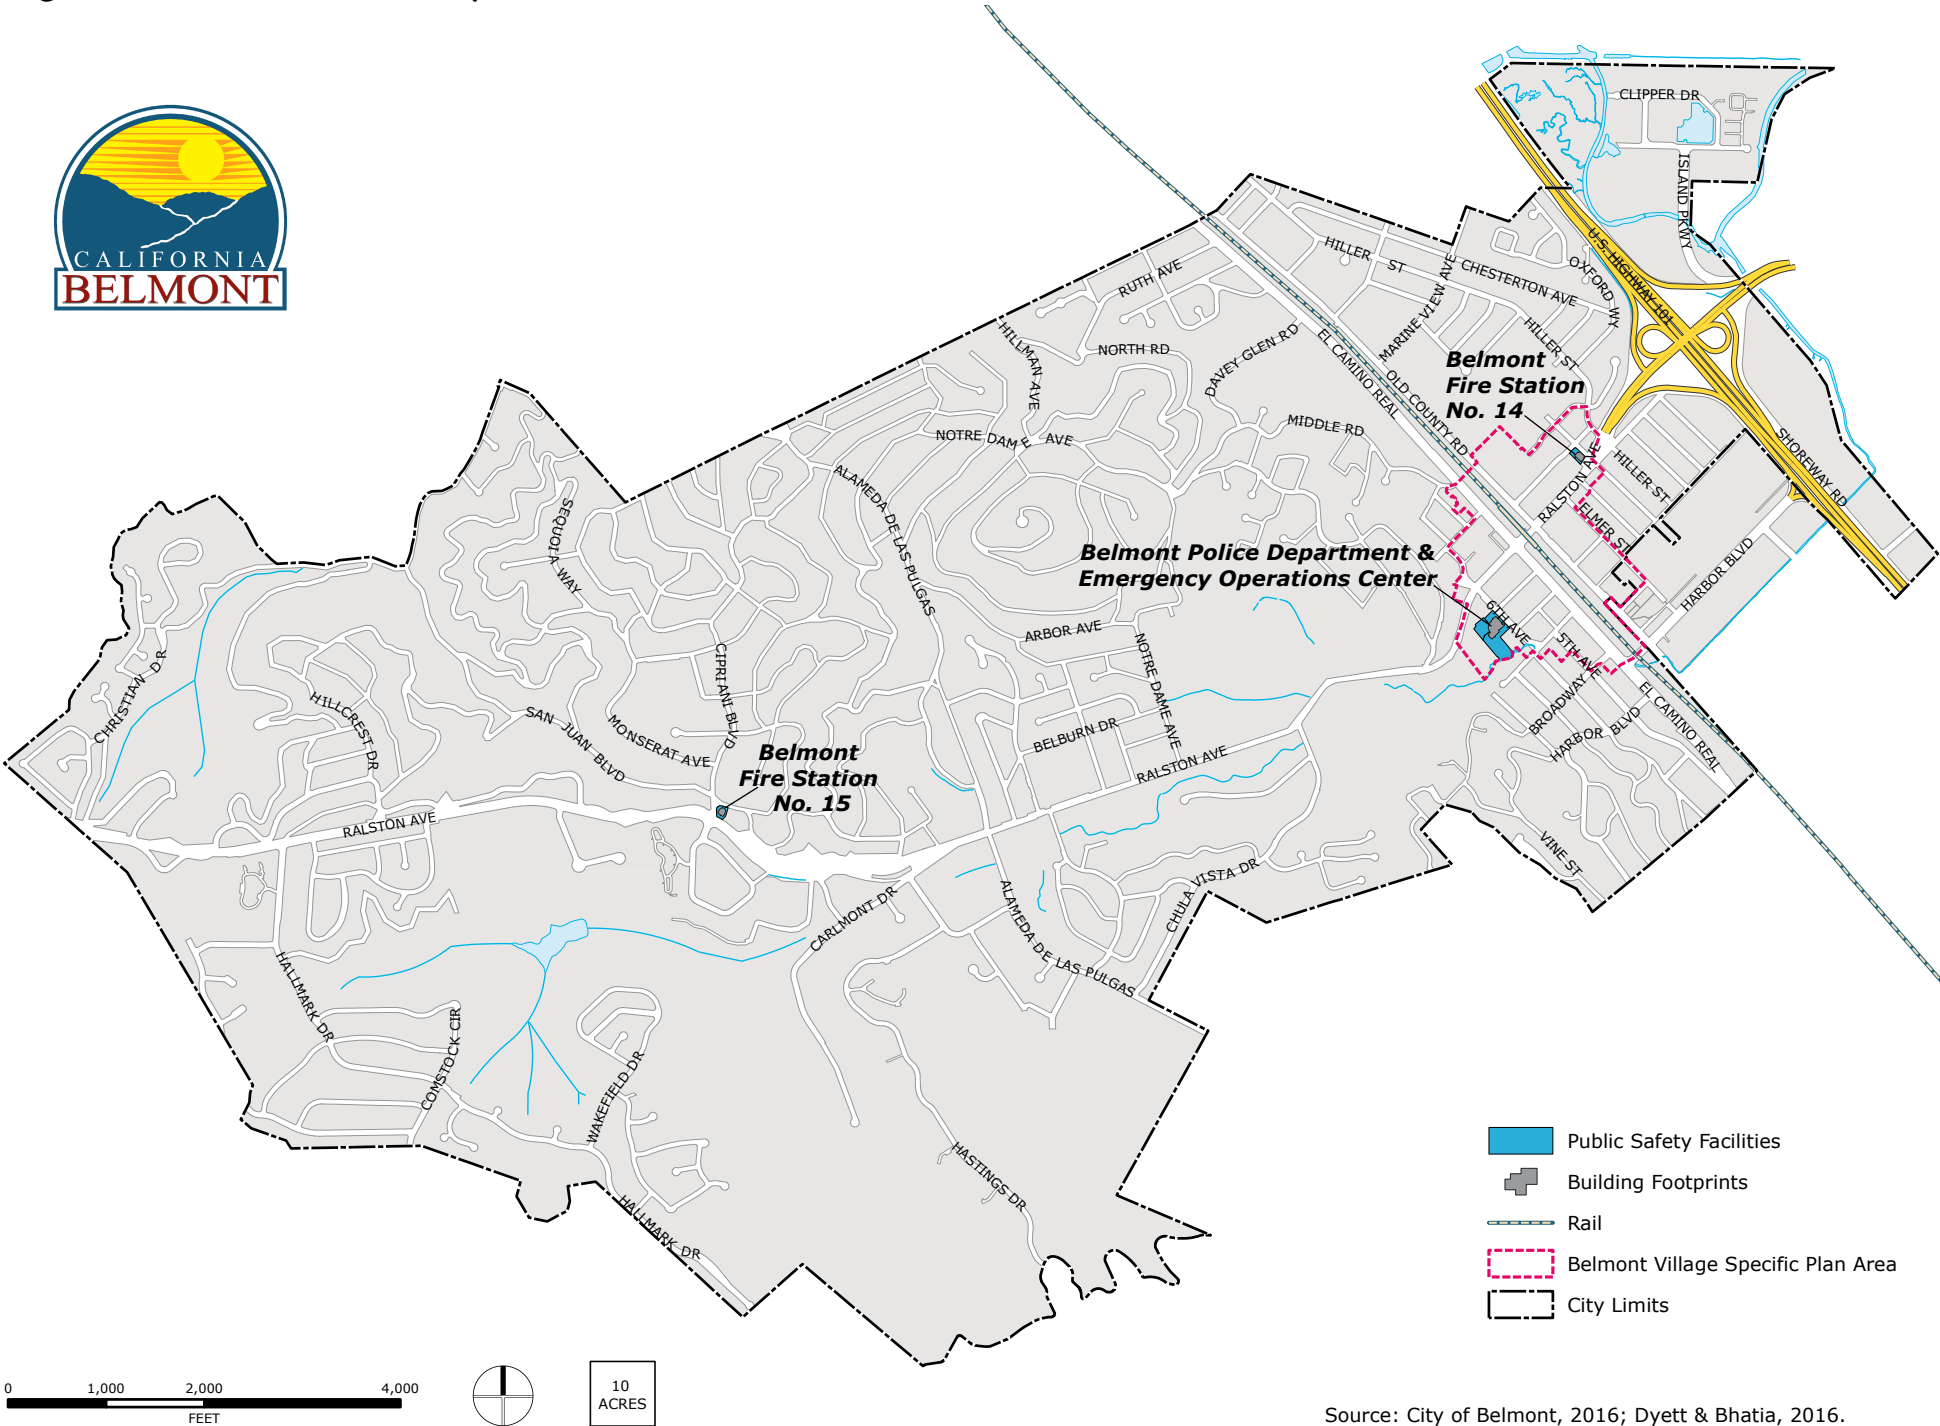 CALIFORNIA
BELMONT
CLIPPER DR
ISLAND PKWY
U.S. HIGHWAY 101
OXFORD WY
HILLER ST
CHESTERTON AVE
MARINE VIEW AVE
HILLER ST
RUTH AVE
HILLMAN AVE
NORTH RD
DAVEY GLEN RD
EL CAMINO REAL
OLD COUNTY RD
Belmont
Fire Station
No. 14
MIDDLE RD
NOTRE DAME AVE
ALAMEDA DE LAS PULGAS
RALSTON AVE
HILLER ST
ELMER ST
SHOREWAY RD
HARBOR BLVD
SEQUOIA WAY
Belmont Police Department &
Emergency Operations Center
6TH AVE
5TH AVE
ARBOR AVE
NOTRE DAME AVE
BROADWAY
HARBOR BLVD
EL CAMINO REAL
CHRISTIAN DR
HILLCREST DR
SAN JUAN BLVD
MONSERAT AVE
CIPRIANI BLVD
BELBURN DR
RALSTON AVE
Belmont
Fire Station
No. 15
RALSTON AVE
VINE ST
CHULA VISTA DR
CARLMONT DR
ALAMEDA DE LAS PULGAS
HALLMARK DR
COMSTOCK CIR
WAKEFIELD DR
HASTINGS DR
HALLMARK DR
Public Safety Facilities
Building Footprints
Rail
Belmont Village Specific Plan Area
City Limits
0 1,000 2,000 4,000
FEET
10
ACRES
Source: City of Belmont, 2016; Dyett & Bhatia, 2016.